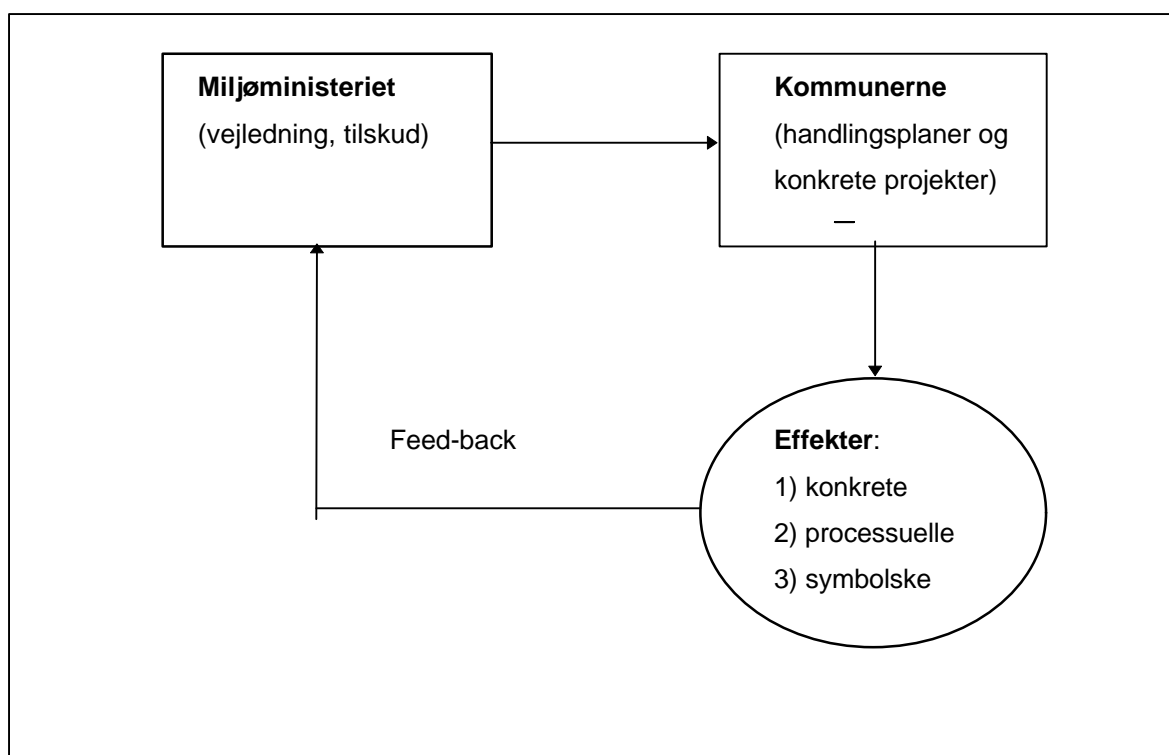 Miljøministeriet
(vejledning, tilskud)
Kommunerne
(handlingsplaner og
konkrete projekter)
Feed-back
Effekter:
1) konkrete
2) processuelle
3) symbolske